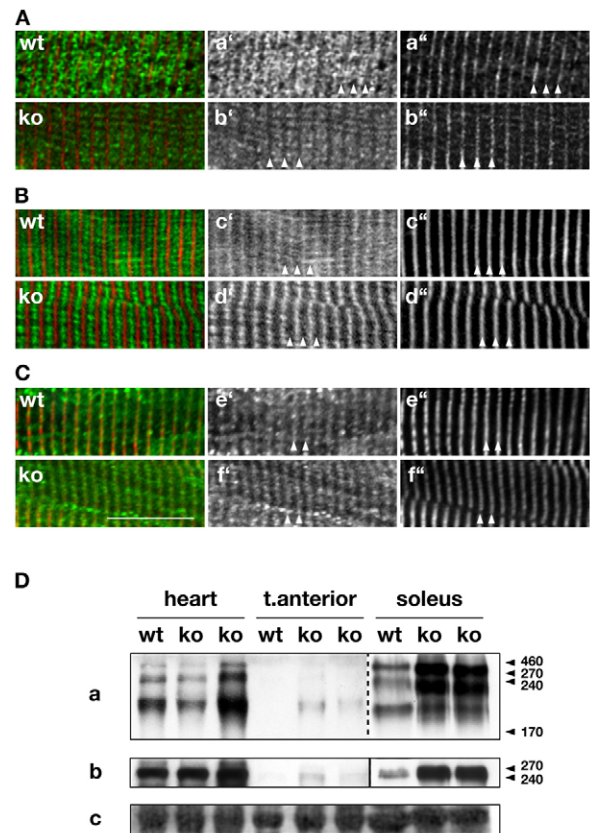 A
wt a‘ a“
ko b‘ b“
B
wt c‘ c“
ko d‘ d“
C
wt e‘ e“
ko f‘ f“
D
heart t.anterior soleus
wt ko ko wt ko ko wt ko ko
a
460
270
240
170
b
270
240
c